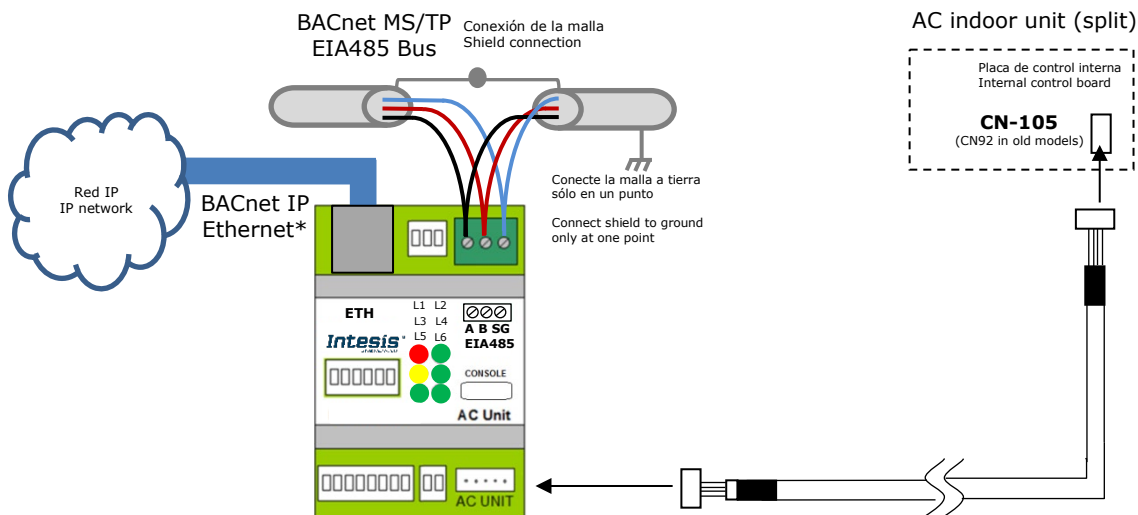 BACnet MS/TP
EIA485 Bus
Conexión de la malla
Shield connection
AC indoor unit (split)
Placa de control interna
Internal control board
CN-105
(CN92 in old models)
Red IP
IP network
BACnet IP
Ethernet*
Conecte la malla a tierra
sólo en un punto
Connect shield to ground
only at one point
ETH
L1 L2
L3 L4
L5 L6
A B SG
EIA485
Intesis
CONSOLE
AC Unit
AC UNIT